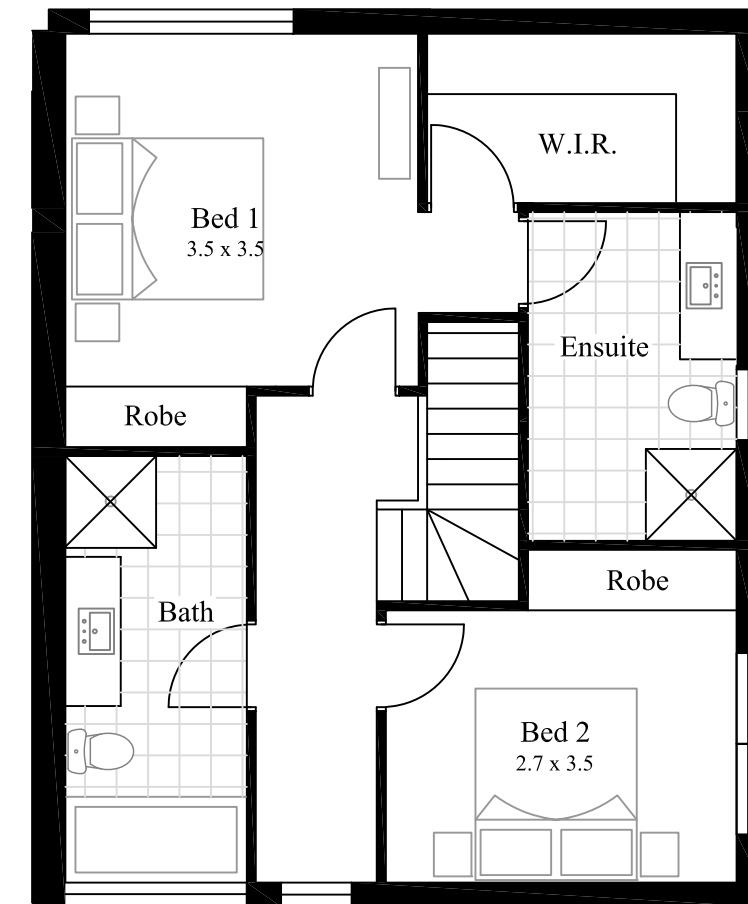 W.I.R.
Bed 1
3.5 x 3.5
Ensuite
Robe
Robe
Bath
Bed 2
2.7 x 3.5